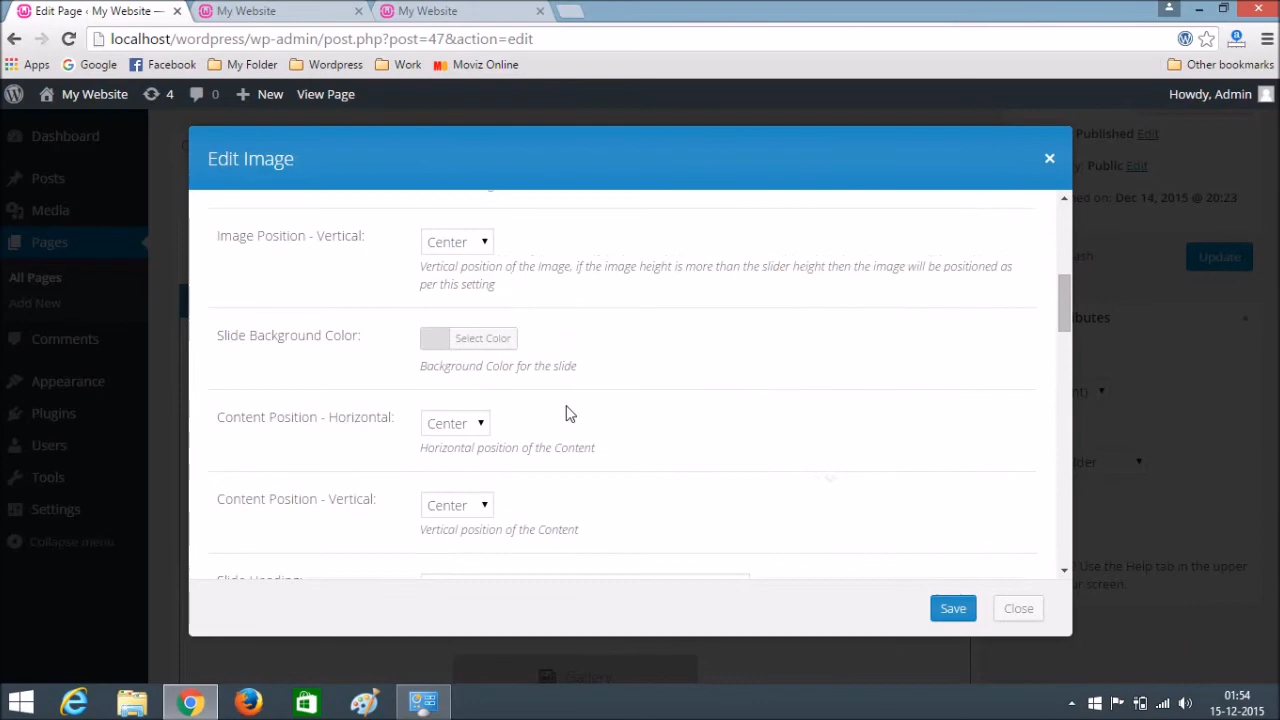 Edit Page ‹ My Website —
My Website
My Website
localhost/wordpress/wp-admin/post.php?post=47&action=edit
Apps
Google
Facebook
My Folder
Wordpress
Work
Moviz Online
Other bookmarks
My Website
4
0
New
View Page
Howdy, Admin
Dashboard
Posts
Media
Pages
All Pages
Add New
Comments
Appearance
Plugins
Users
Tools
Settings
Collapse menu
Edit Image
×
Image Position - Vertical:
Center
Vertical position of the Image, if the image height is more than the slider height then the image will be positioned as
per this setting
Slide Background Color:
Select Color
Background Color for the slide
Content Position - Horizontal:
Center
Horizontal position of the Content
Content Position - Vertical:
Center
Vertical position of the Content
Slide Heading:
Save
Close
Published Edit
Public Edit
Dec 14, 2015 @ 20:23
Update
Use the Help tab in the upper
screen.
Gallery
01:54
15-12-2015